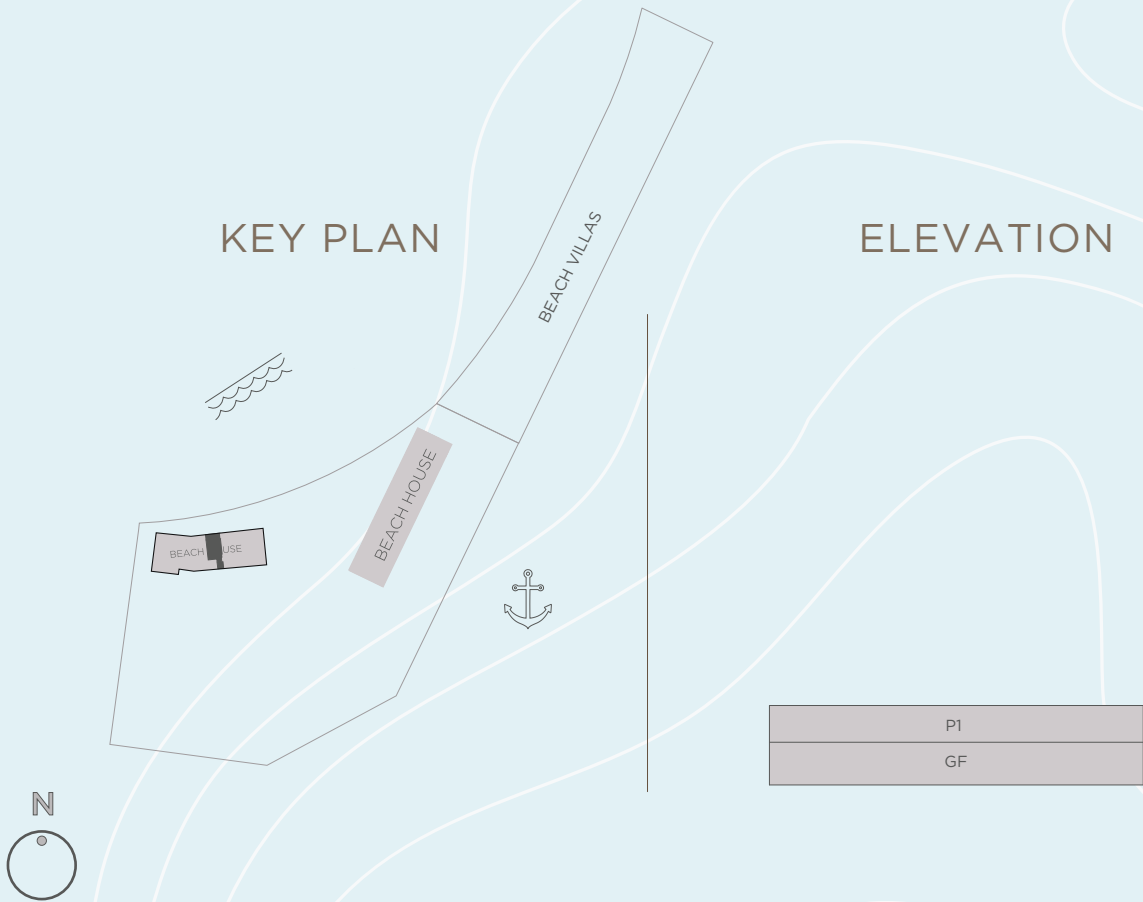 KEY PLAN
ELEVATION
BEACH VILLAS
BEACH HOUSE
BEACH USE
P1
GF
N